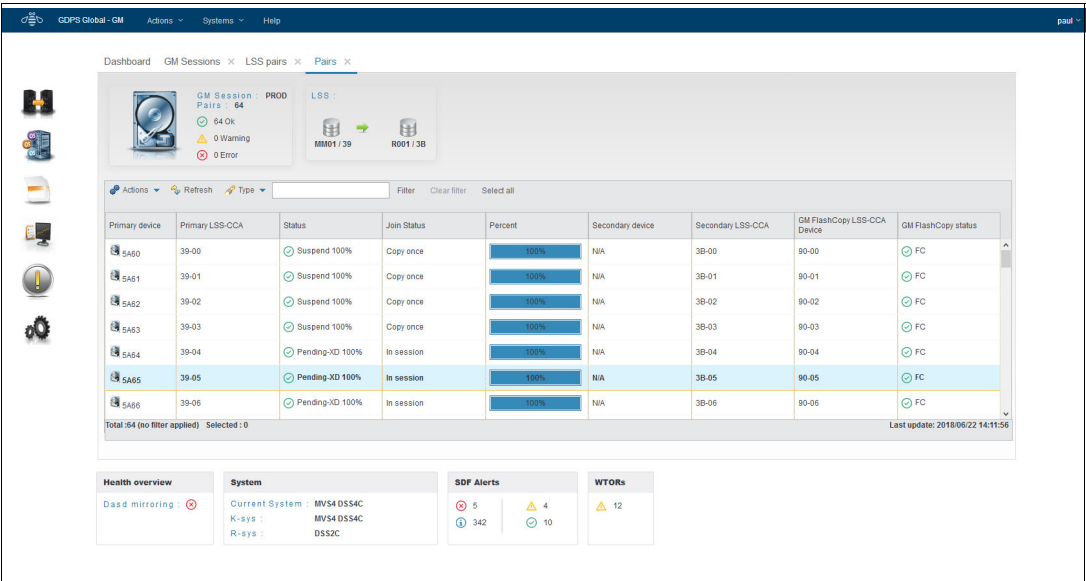 GDPS Global - GM Actions Systems Help paul
Dashboard GM Sessions LSS pairs Pairs
GM Session : PROD
Pairs : 64
64 Ok
0 Warning
0 Error
LSS :
MM01 / 39 R001 / 3B
Actions Refresh Type Filter Clear filter Select all
Primary device Primary LSS-CCA Status Join Status Percent Secondary device Secondary LSS-CCA GM FlashCopy LSS-CCA Device GM FlashCopy status
5A60 39-00 Suspend 100% Copy once 100% N/A 3B-00 90-00 FC
5A61 39-01 Suspend 100% Copy once 100% N/A 3B-01 90-01 FC
5A62 39-02 Suspend 100% Copy once 100% N/A 3B-02 90-02 FC
5A63 39-03 Suspend 100% Copy once 100% N/A 3B-03 90-03 FC
5A64 39-04 Pending-XD 100% In session 100% N/A 3B-04 90-04 FC
5A65 39-05 Pending-XD 100% In session 100% N/A 3B-05 90-05 FC
5A66 39-06 Pending-XD 100% In session 100% N/A 3B-06 90-06 FC
Total :64 (no filter applied) Selected : 0 Last update: 2018/06/22 14:11:56
Health overview
Dasd mirroring :
System
Current System : MVS4 DSS4C
K-sys : MVS4 DSS4C
R-sys : DSS2C
SDF Alerts
5 4
342 10
WTORs
12